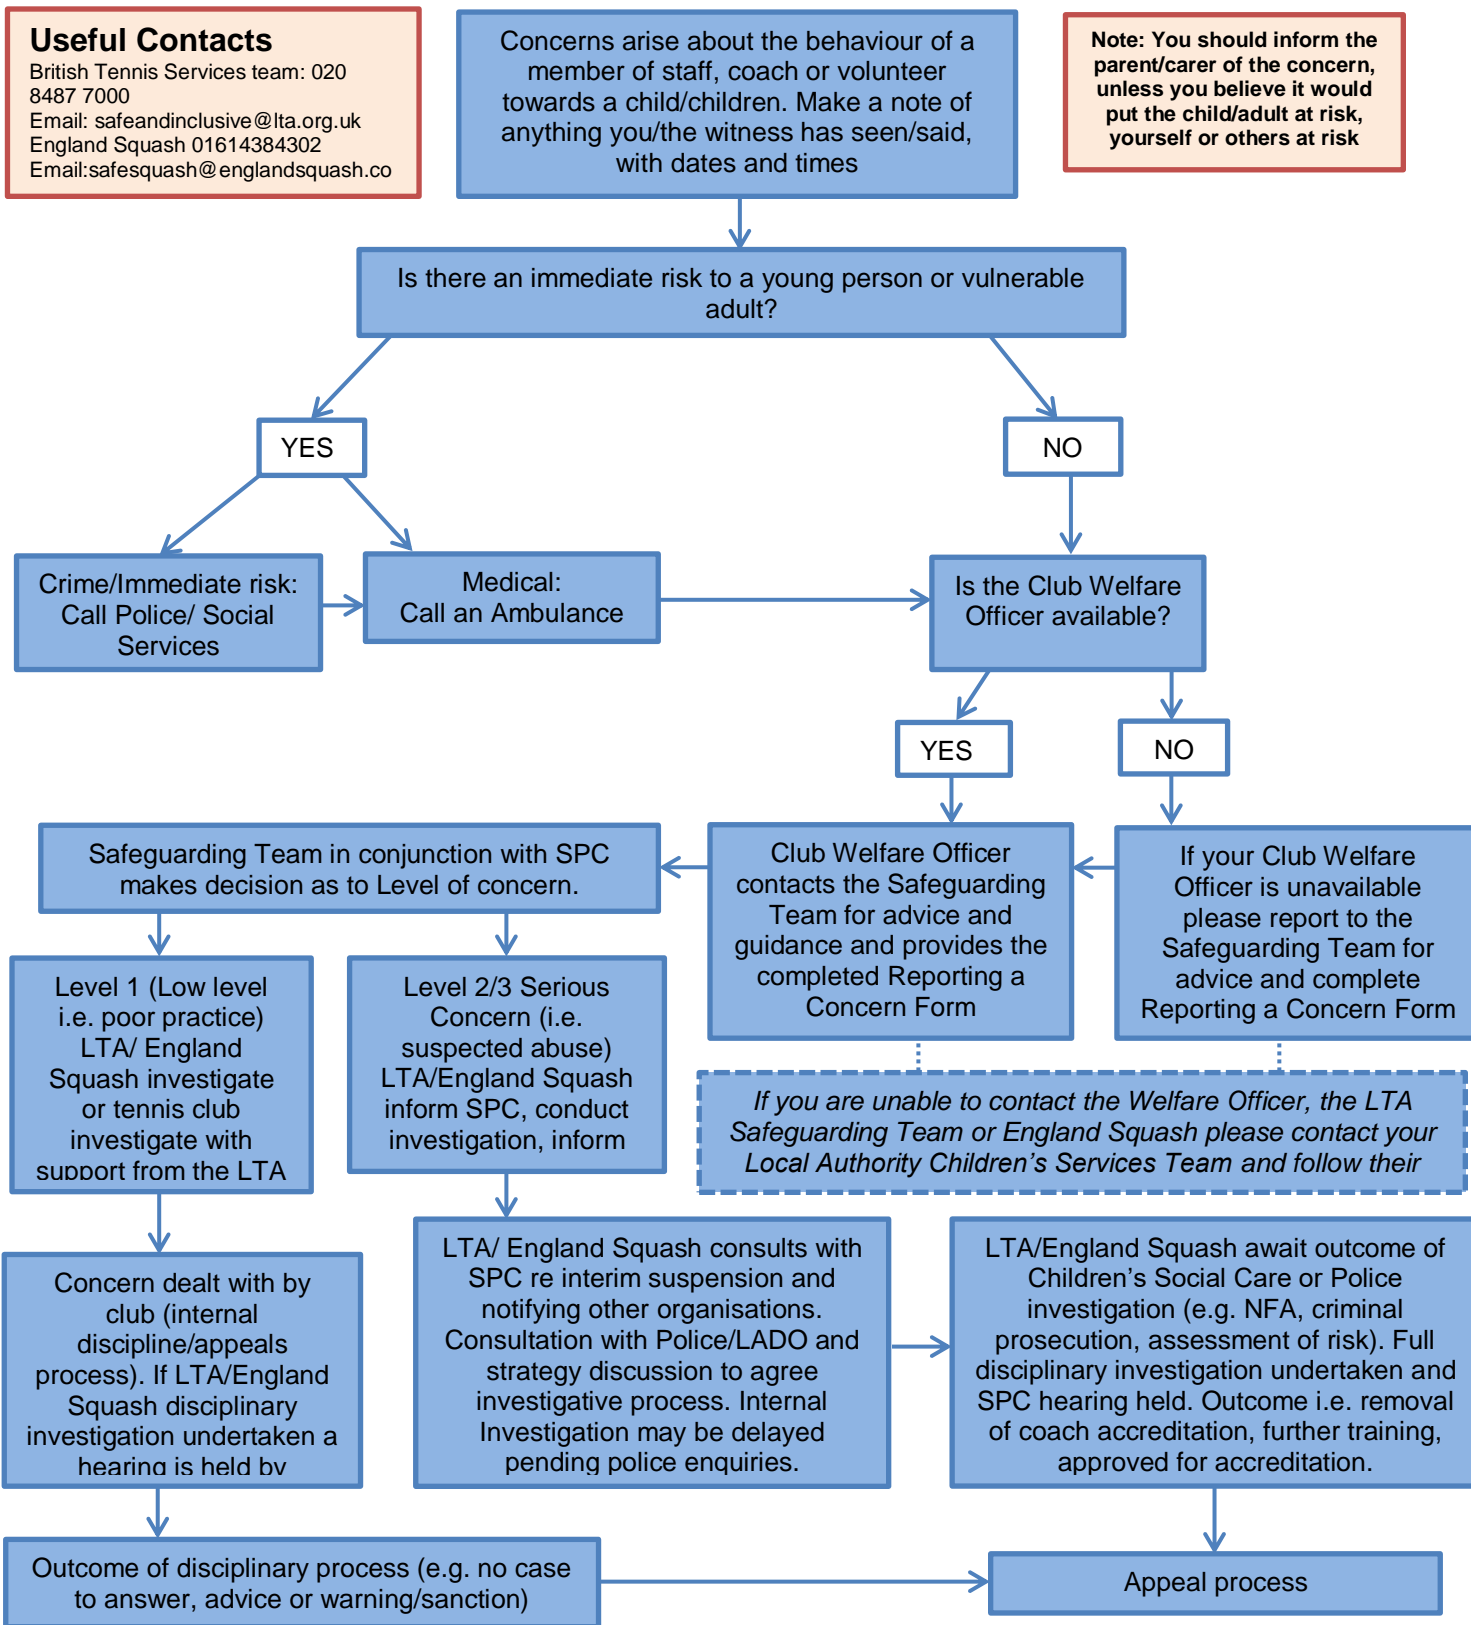 Useful Contacts
British Tennis Services team: 020
8487 7000
Email: safeandinclusive@lta.org.uk
England Squash 01614384302
Email:safesquash@englandsquash.co
Concerns arise about the behaviour of a
member of staff, coach or volunteer
towards a child/children. Make a note of
anything you/the witness has seen/said,
with dates and times
Note: You should inform the
parent/carer of the concern,
unless you believe it would
put the child/adult at risk,
yourself or others at risk
Is there an immediate risk to a young person or vulnerable
adult?
YES
NO
Crime/Immediate risk:
Call Police/ Social
Services
Medical:
Call an Ambulance
Is the Club Welfare
Officer available?
YES
NO
Safeguarding Team in conjunction with SPC
makes decision as to Level of concern.
Club Welfare Officer
contacts the Safeguarding
Team for advice and
guidance and provides the
completed Reporting a
Concern Form
If your Club Welfare
Officer is unavailable
please report to the
Safeguarding Team for
advice and complete
Reporting a Concern Form
Level 1 (Low level
i.e. poor practice)
LTA/ England
Squash investigate
or tennis club
investigate with
support from the LTA
Level 2/3 Serious
Concern (i.e.
suspected abuse)
LTA/England Squash
inform SPC, conduct
investigation, inform
If you are unable to contact the Welfare Officer, the LTA
Safeguarding Team or England Squash please contact your
Local Authority Children's Services Team and follow their
Concern dealt with by
club (internal
discipline/appeals
process). If LTA/England
Squash disciplinary
investigation undertaken a
hearing is held by
LTA/ England Squash consults with
SPC re interim suspension and
notifying other organisations.
Consultation with Police/LADO and
strategy discussion to agree
investigative process. Internal
Investigation may be delayed
pending police enquiries.
LTA/England Squash await outcome of
Children's Social Care or Police
investigation (e.g. NFA, criminal
prosecution, assessment of risk). Full
disciplinary investigation undertaken and
SPC hearing held. Outcome i.e. removal
of coach accreditation, further training,
approved for accreditation.
Outcome of disciplinary process (e.g. no case
to answer, advice or warning/sanction)
Appeal process